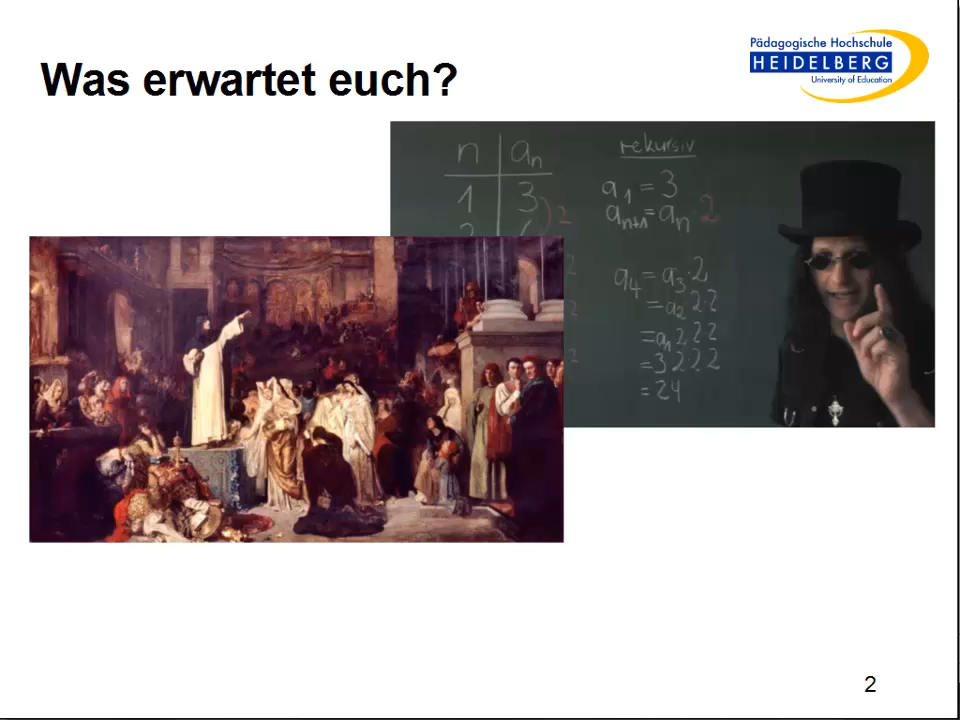 Was erwartet euch?
Pädagogische Hochschule
HEIDELBERG
University of Education
n | aₙ
1 | 3
2
rekursiv
a₁ = 3
aₙ₊₁ = aₙ · 2
a₄ = a₃ · 2
= a₂ · 2 · 2
= a₁ · 2 · 2 · 2
= 3 · 2 · 2 · 2
= 24
2